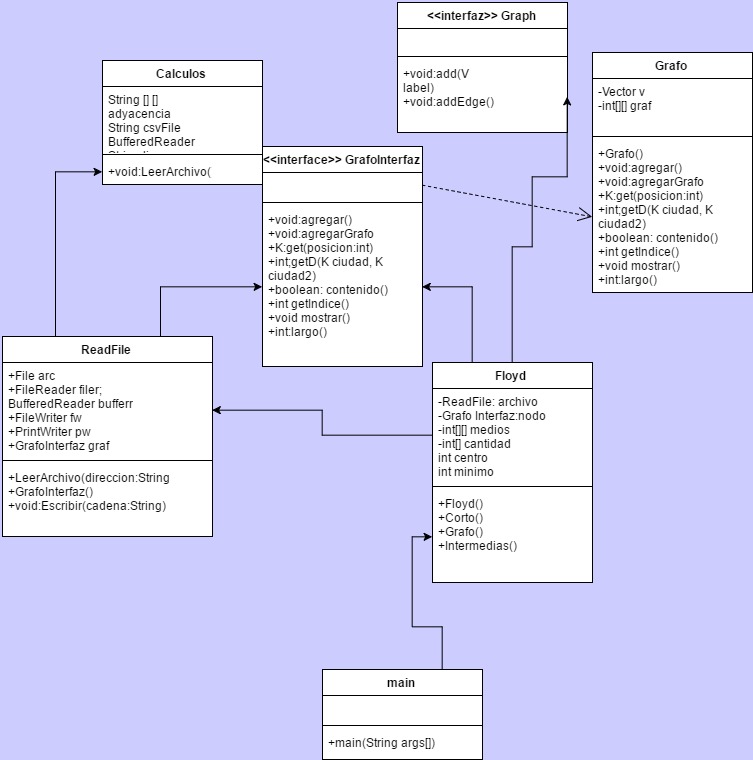 <<interfaz>> Graph
+void:add(V
label)
+void:addEdge()
Calculos
String [] []
adyacencia
String csvFile
BufferedReader
+void:LeerArchivo(
Grafo
-Vector v
-int[][] graf
+Grafo()
+void:agregar()
+void:agregarGrafo
+K:get(posicion:int)
+int;getD(K ciudad, K
ciudad2)
+boolean: contenido()
+int getIndice()
+void mostrar()
+int:largo()
<<interface>> GrafoInterfaz
+void:agregar()
+void:agregarGrafo
+K:get(posicion:int)
+int;getD(K ciudad, K
ciudad2)
+boolean: contenido()
+int getIndice()
+void mostrar()
+int:largo()
ReadFile
+File arc
+FileReader filer;
BufferedReader bufferr
+FileWriter fw
+PrintWriter pw
+GrafoInterfaz graf
+LeerArchivo(direccion:String
+GrafoInterfaz()
+void:Escribir(cadena:String)
Floyd
-ReadFile: archivo
-Grafo Interfaz:nodo
-int[][] medios
-int[] cantidad
int centro
int minimo
+Floyd()
+Corto()
+Grafo()
+Intermedias()
main
+main(String args[])